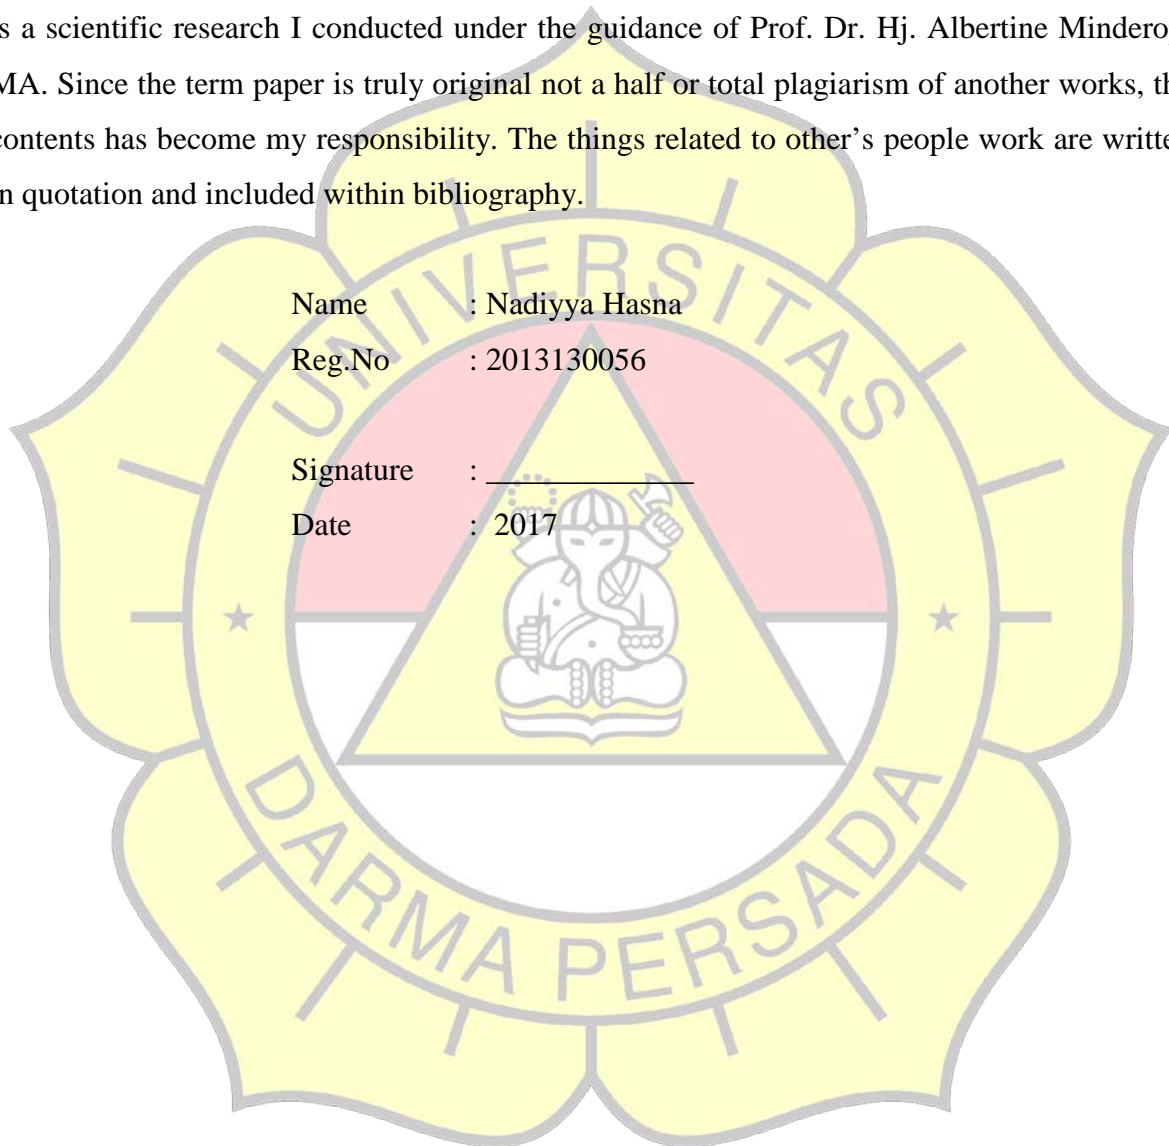 s a scientific research I conducted under the guidance of Prof. Dr. Hj. Albertine Mindero
MA. Since the term paper is truly original not a half or total plagiarism of another works, th
contents has become my responsibility. The things related to other's people work are writte
n quotation and included within bibliography.
UNIVERSITAS
Name : Nadiyya Hasna
Reg.No : 2013130056
Signature : _____________
Date : 2017
DARMA PERSADA